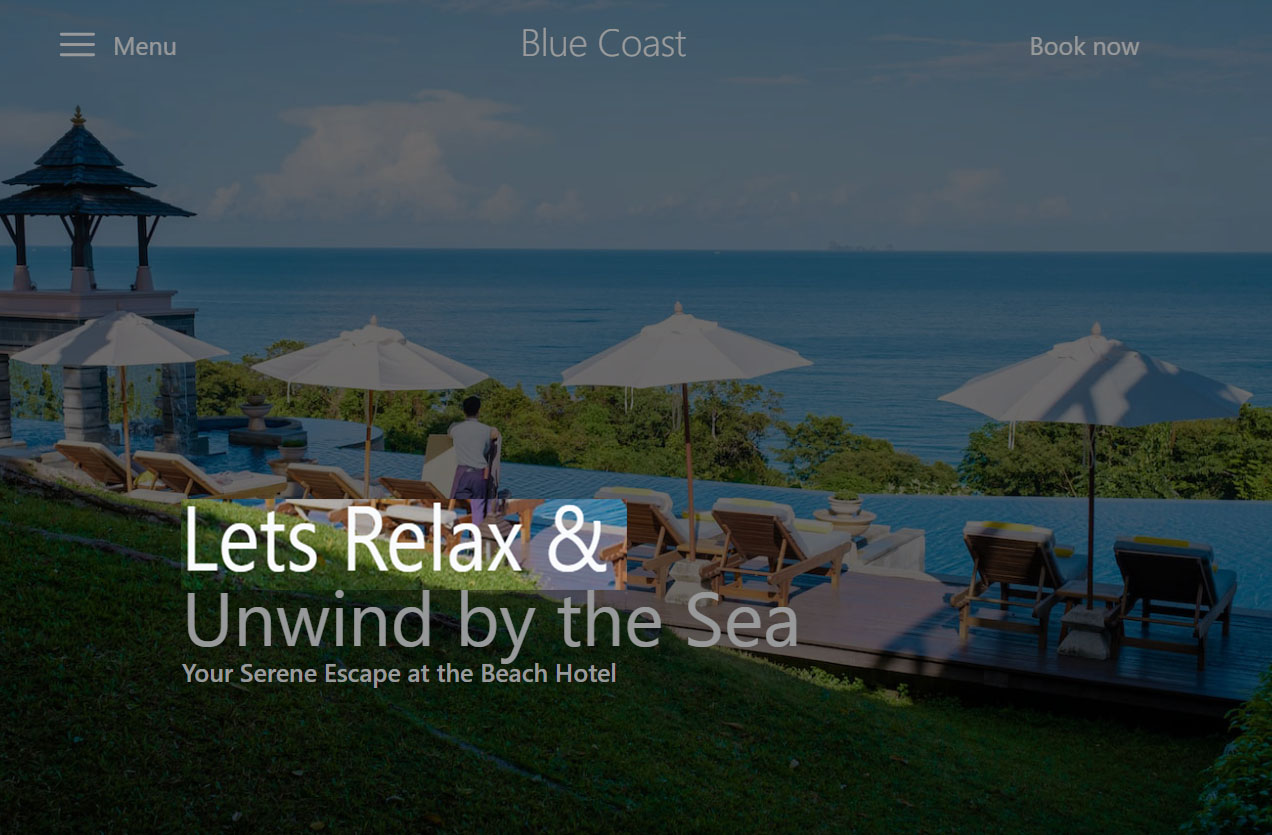 Menu
Blue Coast
Book now
Lets Relax &
Unwind by the Sea
Your Serene Escape at the Beach Hotel